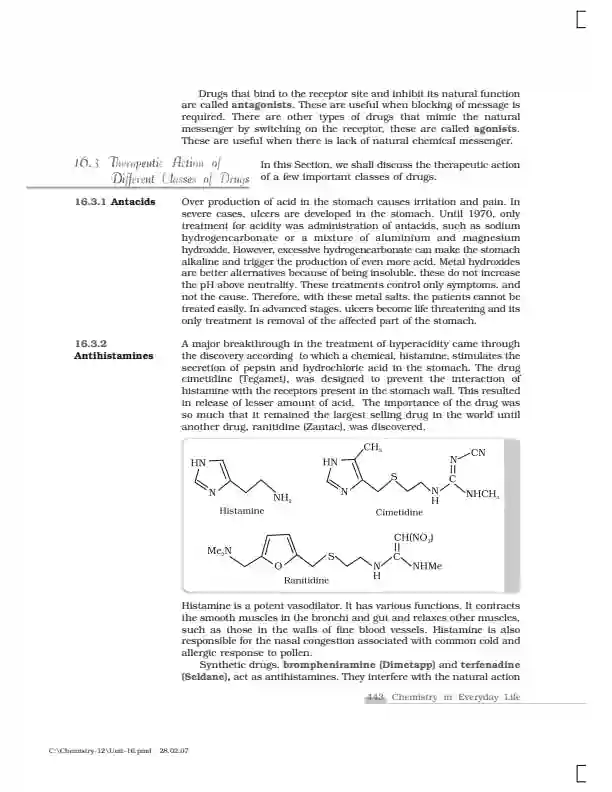 Drugs that bind to the receptor site and inhibit its natural function
are called antagonists. These are useful when blocking of message is
required. There are other types of drugs that mimic the natural
messenger by switching on the receptor, these are called agonists.
These are useful when there is lack of natural chemical messenger.
16.3 Therapeutic Action of
Different Classes of Drugs
In this Section, we shall discuss the therapeutic action
of a few important classes of drugs.
16.3.1 Antacids
Over production of acid in the stomach causes irritation and pain. In
severe cases, ulcers are developed in the stomach. Until 1970, only
treatment for acidity was administration of antacids, such as sodium
hydrogencarbonate or a mixture of aluminium and magnesium
hydroxide. However, excessive hydrogencarbonate can make the stomach
alkaline and trigger the production of even more acid. Metal hydroxides
are better alternatives because of being insoluble, these do not increase
the pH above neutrality. These treatments control only symptoms, and
not the cause. Therefore, with these metal salts, the patients cannot be
treated easily. In advanced stages, ulcers become life threatening and its
only treatment is removal of the affected part of the stomach.
16.3.2
Antihistamines
A major breakthrough in the treatment of hyperacidity came through
the discovery according to which a chemical, histamine, stimulates the
secretion of pepsin and hydrochloric acid in the stomach. The drug
cimetidine (Tegamet), was designed to prevent the interaction of
histamine with the receptors present in the stomach wall. This resulted
in release of lesser amount of acid. The importance of the drug was
so much that it remained the largest selling drug in the world until
another drug, ranitidine (Zantac), was discovered.
HN
N
NH₂
Histamine
CH₃
HN
N
S
N
H
C
N
CN
NHCH₃
Cimetidine
Me₂N
O
S
N
H
C
CH(NO₂)
NHMe
Ranitidine
Histamine is a potent vasodilator. It has various functions. It contracts
the smooth muscles in the bronchi and gut and relaxes other muscles,
such as those in the walls of fine blood vessels. Histamine is also
responsible for the nasal congestion associated with common cold and
allergic response to pollen.
Synthetic drugs, brompheniramine (Dimetapp) and terfenadine
(Seldane), act as antihistamines. They interfere with the natural action
443 Chemistry in Everyday Life
C:\Chemistry-12\Unit-16.pmd 28.02.07